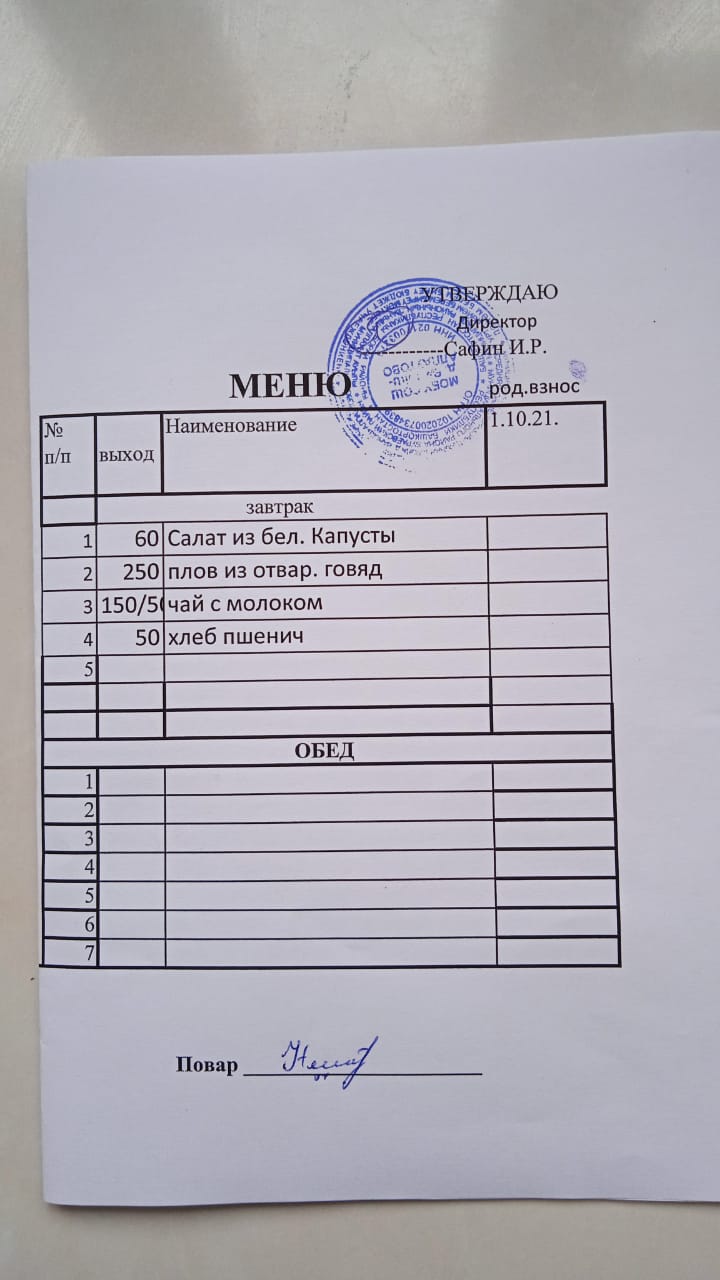 УТВЕРЖДАЮ
Директор
------------Сафин И.Р.
МЕНЮ
род.взнос
№ п/п
выход
Наименование
1.10.21.
завтрак
1 60 Салат из бел. Капусты
2 250 плов из отвар. говяд
3 150/50 чай с молоком
4 50 хлеб пшенич
5
ОБЕД
1
2
3
4
5
6
7
Повар